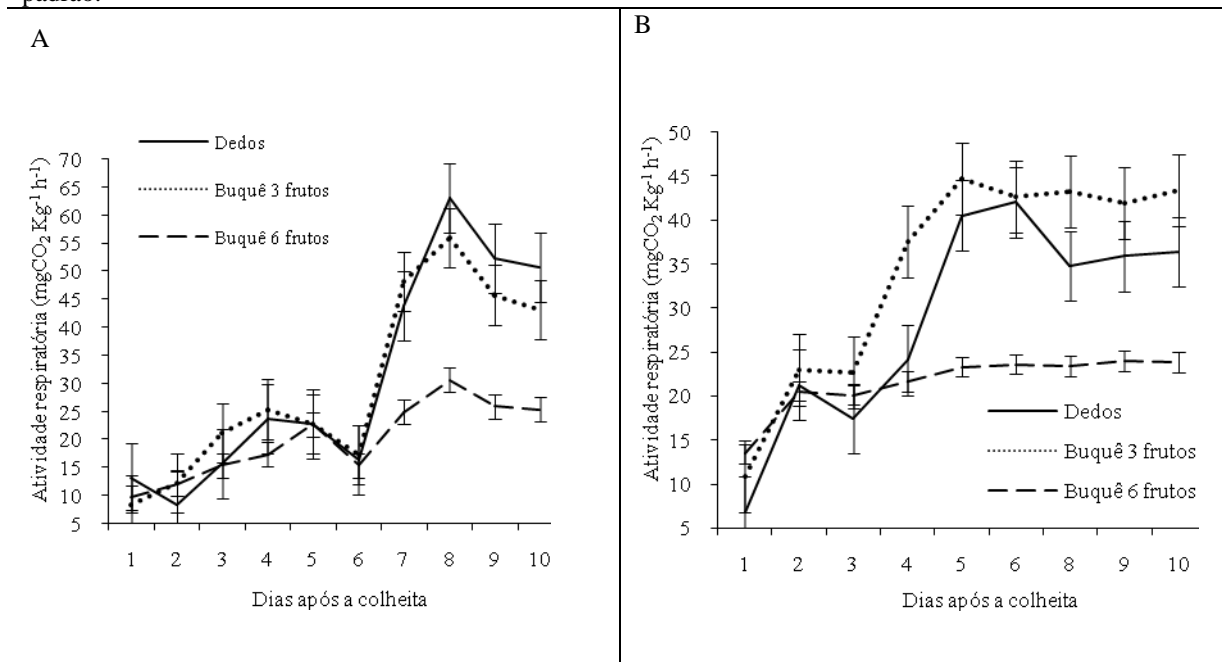 padrão.
A
Dedos
Buquê 3 frutos
Buquê 6 frutos
Atividade respiratória (mgCO₂ Kg⁻¹ h⁻¹)
70
65
60
55
50
45
40
35
30
25
20
15
10
5
1 2 3 4 5 6 7 8 9 10
Dias após a colheita
B
Atividade respiratória (mgCO₂ Kg⁻¹ h⁻¹)
50
45
40
35
30
25
20
15
10
5
Dedos
Buquê 3 frutos
Buquê 6 frutos
1 2 3 4 5 6 8 9 10
Dias após a colheita